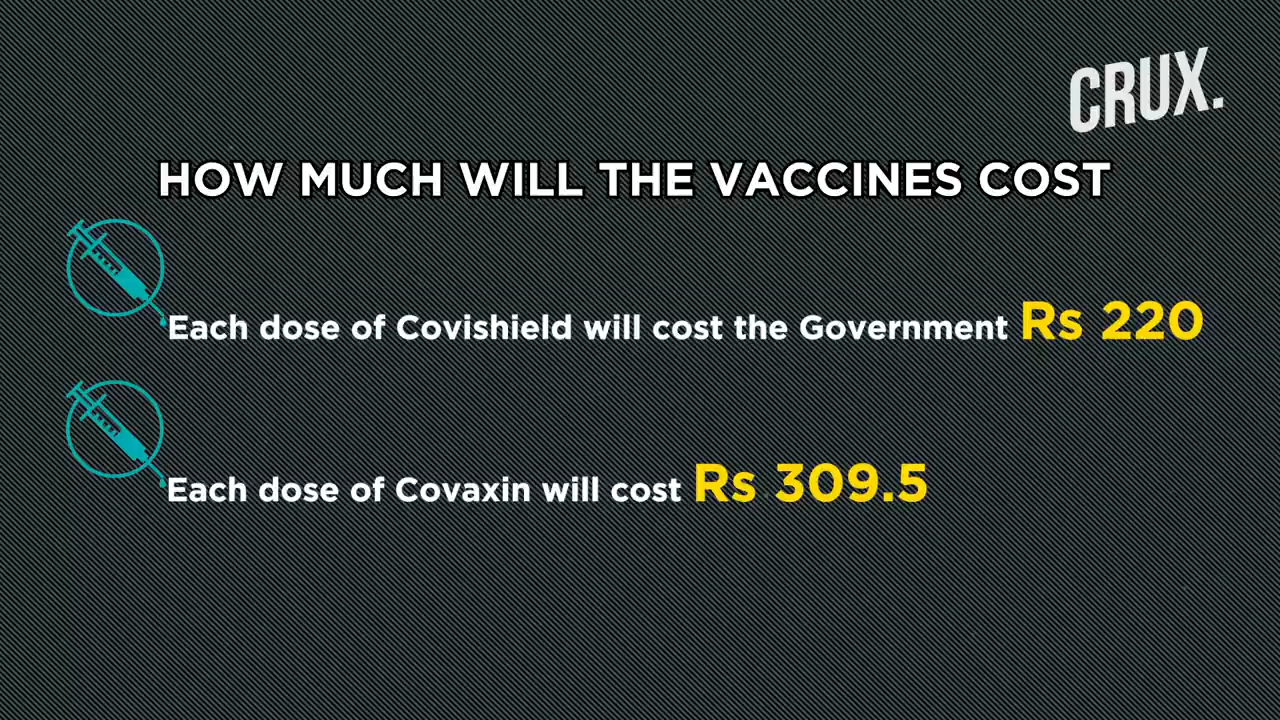 CRUX.
HOW MUCH WILL THE VACCINES COST
Each dose of Covishield will cost the Government Rs 220
Each dose of Covaxin will cost Rs 309.5